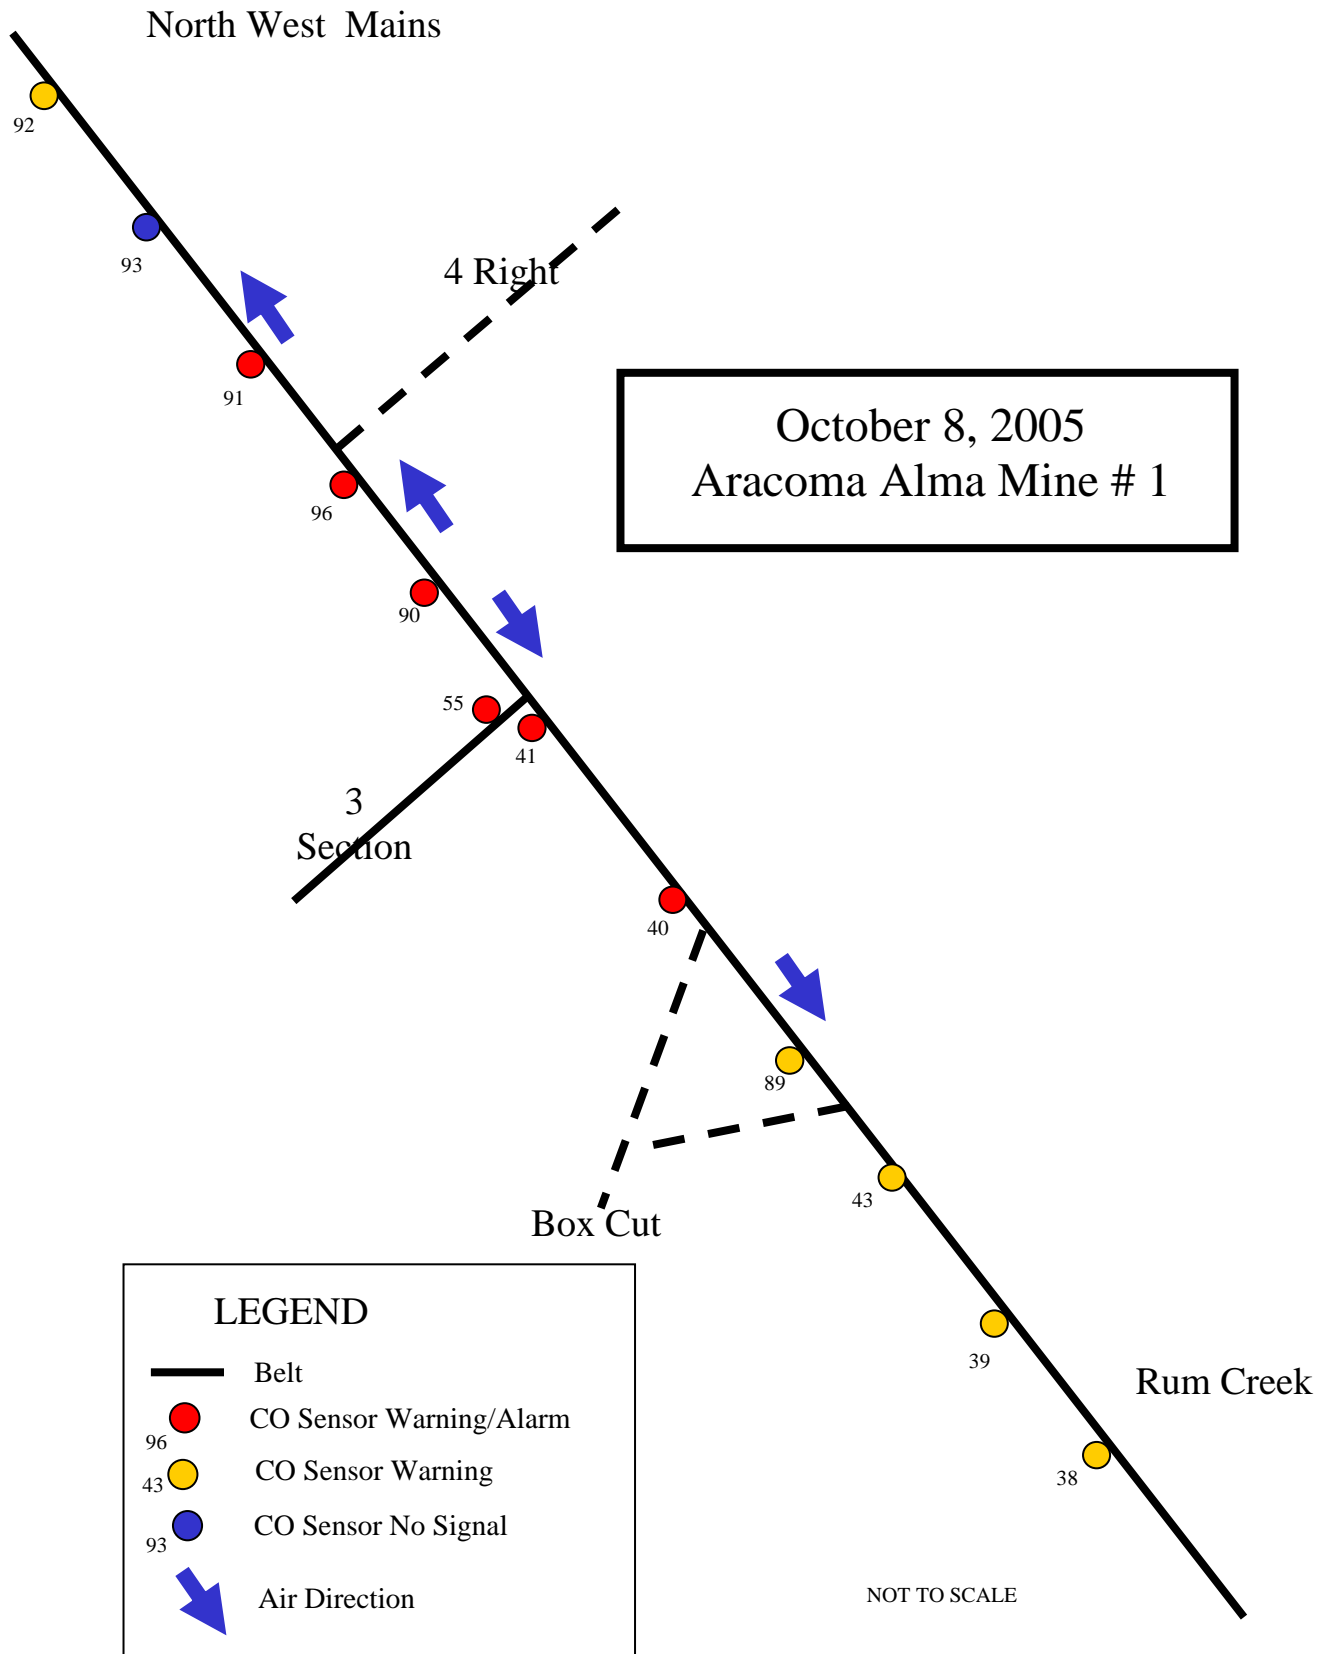 North West Mains
92
93
4 Right
91
October 8, 2005
Aracoma Alma Mine # 1
96
90
55
41
3
Section
40
89
43
Box Cut
39
Rum Creek
38
LEGEND
Belt
96 CO Sensor Warning/Alarm
43 CO Sensor Warning
93 CO Sensor No Signal
Air Direction
NOT TO SCALE